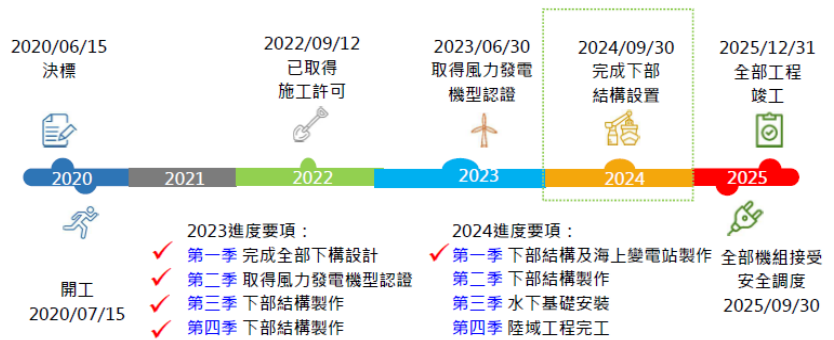 2020/06/15
決標
2022/09/12
已取得
施工許可
2023/06/30
取得風力發電
機型認證
2024/09/30
完成下部
結構設置
2025/12/31
全部工程
竣工
2020
2021
2022
2023
2024
2025
開工
2020/07/15
2023進度要項：
第一季 完成全部下構設計
第二季 取得風力發電機型認證
第三季 下部結構製作
第四季 下部結構製作
2024進度要項：
第一季 下部結構及海上變電站製作
第二季 下部結構製作
第三季 水下基礎安裝
第四季 陸域工程完工
全部機組接受
安全調度
2025/09/30